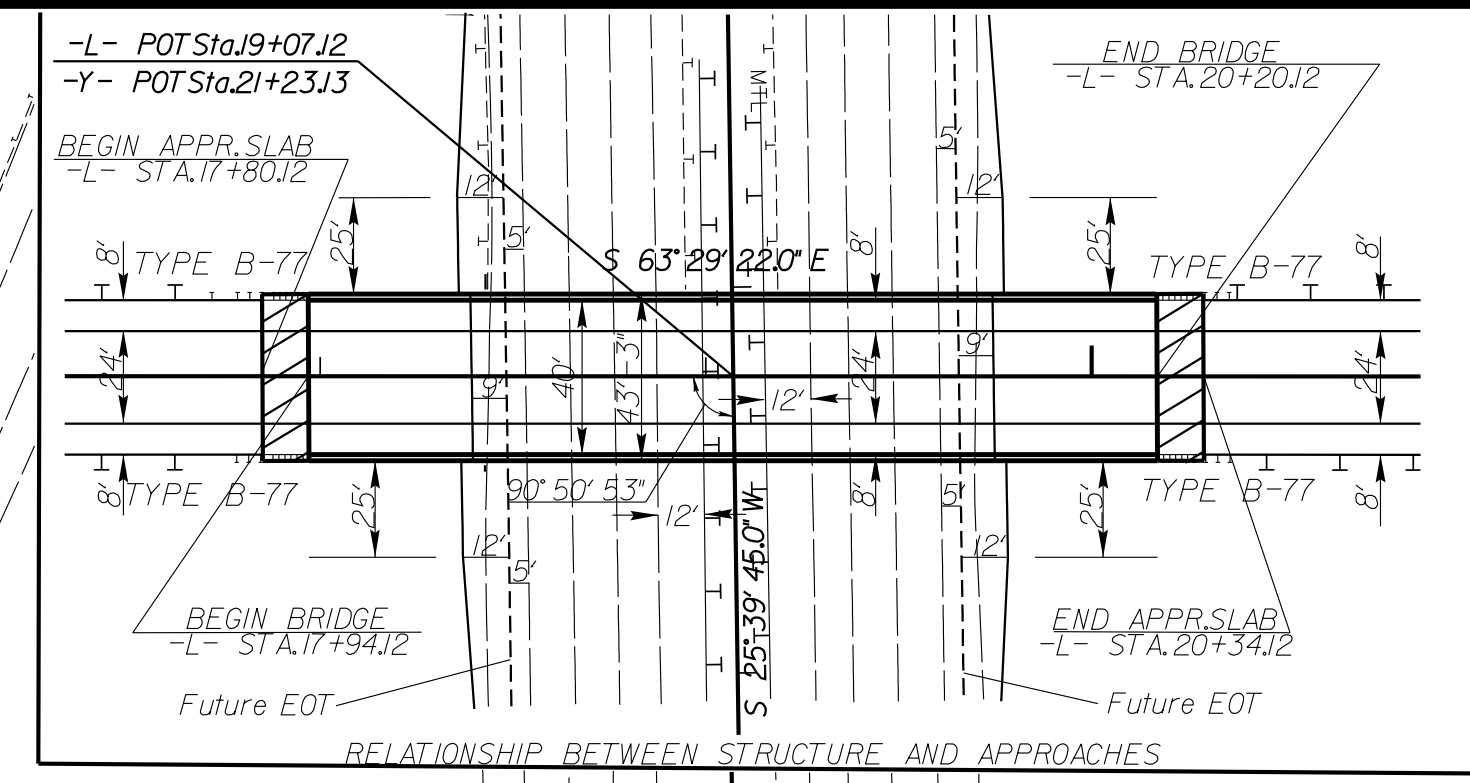 -L- POT Sta.19+07.12
-Y- POT Sta.21+23.13
END BRIDGE
-L- STA.20+20.12
MTL
BEGIN APPR.SLAB
-L- STA.17+80.12
5'
12'
12'
25'
25'
5'
8'
8'
8'
TYPE B-77
S 63°29'22.0" E
TYPE B-77
24'
9'
40'
43'-3"
24'
9'
24'
12'
8'
TYPE B-77
25'
90°50'53"
12'
8'
5'
25'
TYPE B-77
8'
12'
5'
12'
S 25°39'45.0" W
BEGIN BRIDGE
-L- STA.17+94.12
END APPR.SLAB
-L- STA.20+34.12
Future EOT
Future EOT
RELATIONSHIP BETWEEN STRUCTURE AND APPROACHES